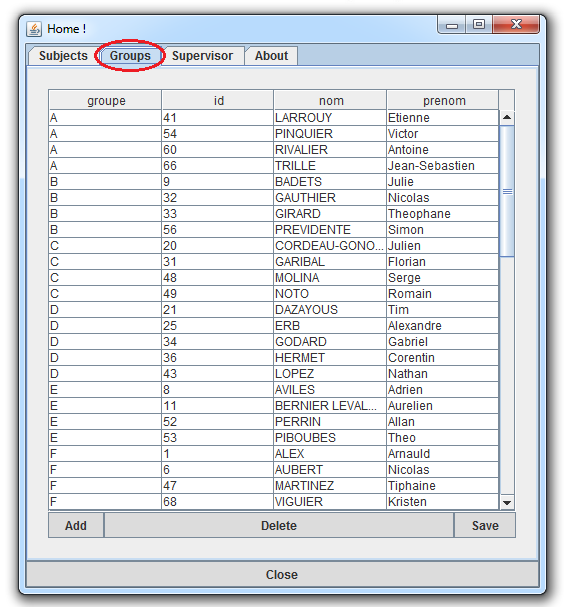 Home !
Subjects Groups Supervisor About
groupe id nom prenom
A 41 LARROUY Etienne
A 54 PINQUIER Victor
A 60 RIVALIER Antoine
A 66 TRILLE Jean-Sebastien
B 9 BADETS Julie
B 32 GAUTHIER Nicolas
B 33 GIRARD Theophane
B 56 PREVIDENTE Simon
C 20 CORDEAU-GONO... Julien
C 31 GARIBAL Florian
C 48 MOLINA Serge
C 49 NOTO Romain
D 21 DAZAYOUS Tim
D 25 ERB Alexandre
D 34 GODARD Gabriel
D 36 HERMET Corentin
D 43 LOPEZ Nathan
E 8 AVILES Adrien
E 11 BERNIER LEVAL... Aurelien
E 52 PERRIN Allan
E 53 PIBOUBES Theo
F 1 ALEX Arnauld
F 6 AUBERT Nicolas
F 47 MARTINEZ Tiphaine
F 68 VIGUIER Kristen
Add Delete Save
Close